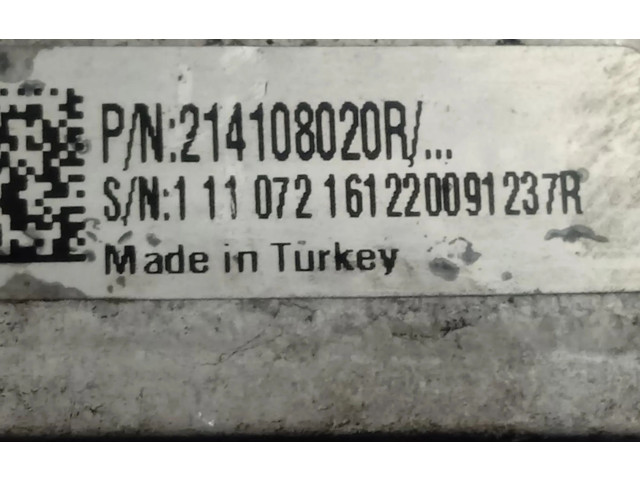 P/N:214108020R/...
S/N:1 11 072 161220091237R
Made in Turkey